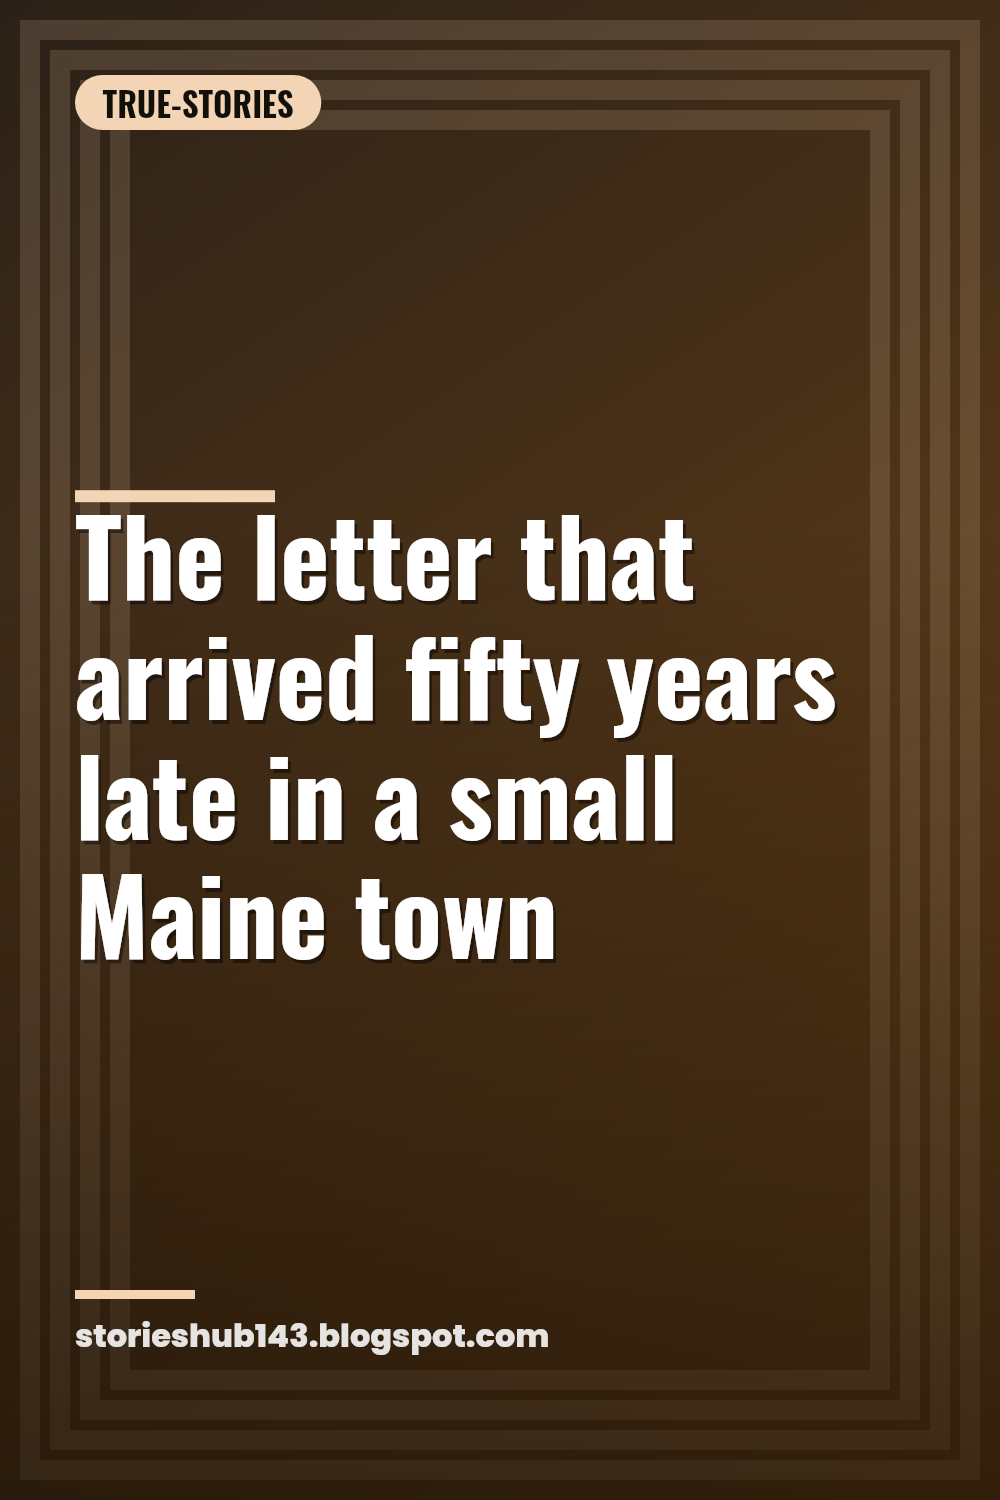 TRUE-STORIES
The letter that
arrived fifty years
late in a small
Maine town
storieshub143.blogspot.com